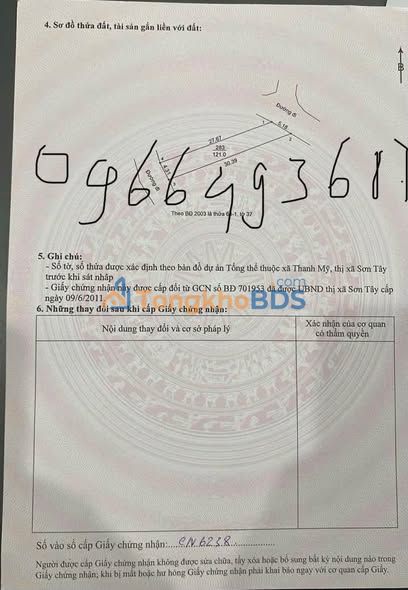 4. Sơ đồ thửa đất, tài sản gắn liền với đất:
B
Đường đi
5.18
1
2
27.67
283
121.0
30.39
4.21
Đường đi
0966493681
Theo BĐ 2003 là thửa tờ 37
5. Ghi chú:
- Số tờ, số thửa được xác định theo bản đồ dự án Tổng thể thuộc xã Thanh Mỹ, thị xã Sơn Tây
trước khi sát nhập
- Giấy chứng nhận này được cấp đổi từ GCN số BĐ 701953 đã được UBND thị xã Sơn Tây cấp
ngày 09/6/2011
TongkhoBDS.com
6. Những thay đổi sau khi cấp Giấy chứng nhận:
Nội dung thay đổi và cơ sở pháp lý
Xác nhận của cơ quan
có thẩm quyền
Số vào sổ cấp Giấy chứng nhận:....CN6238....
Người được cấp Giấy chứng nhận không được sửa chữa, tẩy xóa hoặc bổ sung bất kỳ nội dung nào trong
Giấy chứng nhận; khi bị mất hoặc hư hỏng Giấy chứng nhận phải khai báo ngay với cơ quan cấp Giấy.